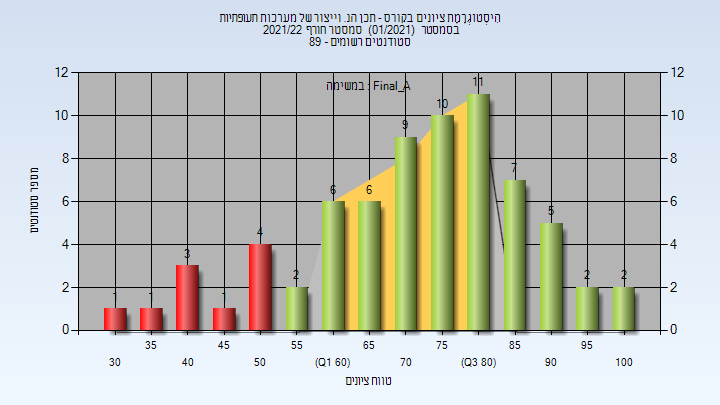 הִיסְטוֹגְרָמַת ציונים בקורס - תכן הנ. וייצור של מערכות תעופתיות
בסמסטר (01/2021) סמסטר חורף 2021/22
סטודנטים רשומים - 89
במשימה : Final_A
12 12
10 10
8 8
6 6
4 4
2 2
0 0
מספר סטודנטים
1 1 3 1 4 2 6 6 9 10 11 7 5 2 2
35 45 55 65 75 85 95
30 40 50 (Q1 60) 70 (Q3 80) 90 100
טווח ציונים